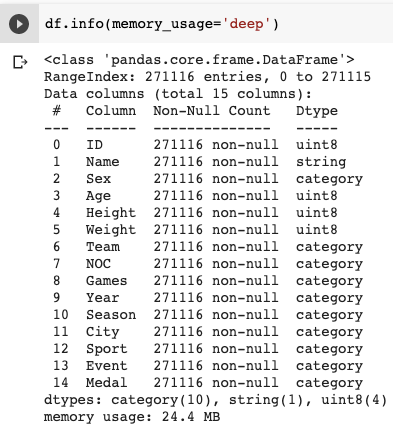 df.info(memory_usage='deep')
<class 'pandas.core.frame.DataFrame'>
RangeIndex: 271116 entries, 0 to 271115
Data columns (total 15 columns):
 #   Column  Non-Null Count   Dtype
---  ------  --------------   -----
 0   ID      271116 non-null  uint8
 1   Name    271116 non-null  string
 2   Sex     271116 non-null  category
 3   Age     271116 non-null  uint8
 4   Height  271116 non-null  uint8
 5   Weight  271116 non-null  uint8
 6   Team    271116 non-null  category
 7   NOC     271116 non-null  category
 8   Games   271116 non-null  category
 9   Year    271116 non-null  category
 10  Season  271116 non-null  category
 11  City    271116 non-null  category
 12  Sport   271116 non-null  category
 13  Event   271116 non-null  category
 14  Medal   271116 non-null  category
dtypes: category(10), string(1), uint8(4)
memory usage: 24.4 MB